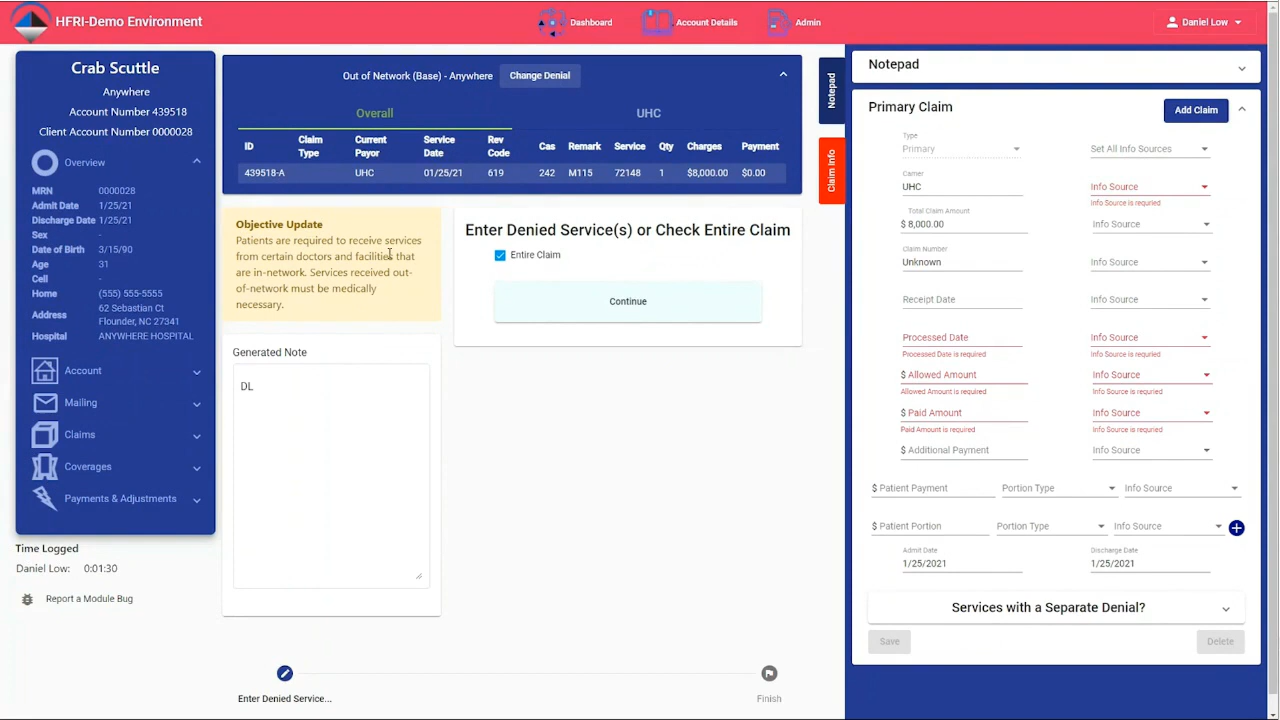 HFRI-Demo Environment
Dashboard
Account Details
Admin
Daniel Low
Crab Scuttle
Anywhere
Account Number 439518
Client Account Number 0000028
Overview
MRN 0000028
Admit Date 1/25/21
Discharge Date 1/25/21
Sex -
Date of Birth 3/15/90
Age 31
Cell -
Home (555) 555-5555
Address 62 Sebastian Ct
Flounder, NC 27341
Hospital ANYWHERE HOSPITAL
Account
Mailing
Claims
Coverages
Payments & Adjustments
Time Logged
Daniel Low: 0:01:30
Report a Module Bug
Out of Network (Base) - Anywhere Change Denial
Overall UHC
ID Claim Type Current Payor Service Date Rev Code Cas Remark Service Qty Charges Payment
439518-A UHC 01/25/21 619 242 M115 72148 1 $8,000.00 $0.00
Objective Update
Patients are required to receive services
from certain doctors and facilities that
are in-network. Services received out-
of-network must be medically
necessary.
Generated Note
DL
Enter Denied Service(s) or Check Entire Claim
Entire Claim
Continue
Enter Denied Service...
Finish
Notepad
Claim Info
Notepad
Primary Claim
Add Claim
Type
Primary Set All Info Sources
Carrier
UHC Info Source
Info Source is requried
Total Claim Amount
$ 8,000.00 Info Source
Claim Number
Unknown Info Source
Receipt Date Info Source
Processed Date Info Source
Processed Date is required Info Source is requried
$ Allowed Amount Info Source
Allowed Amount is required Info Source is requried
$ Paid Amount Info Source
Paid Amount is required Info Source is requried
$ Additional Payment Info Source
$ Patient Payment Portion Type Info Source
$ Patient Portion Portion Type Info Source
Admit Date Discharge Date
1/25/2021 1/25/2021
Services with a Separate Denial?
Save Delete